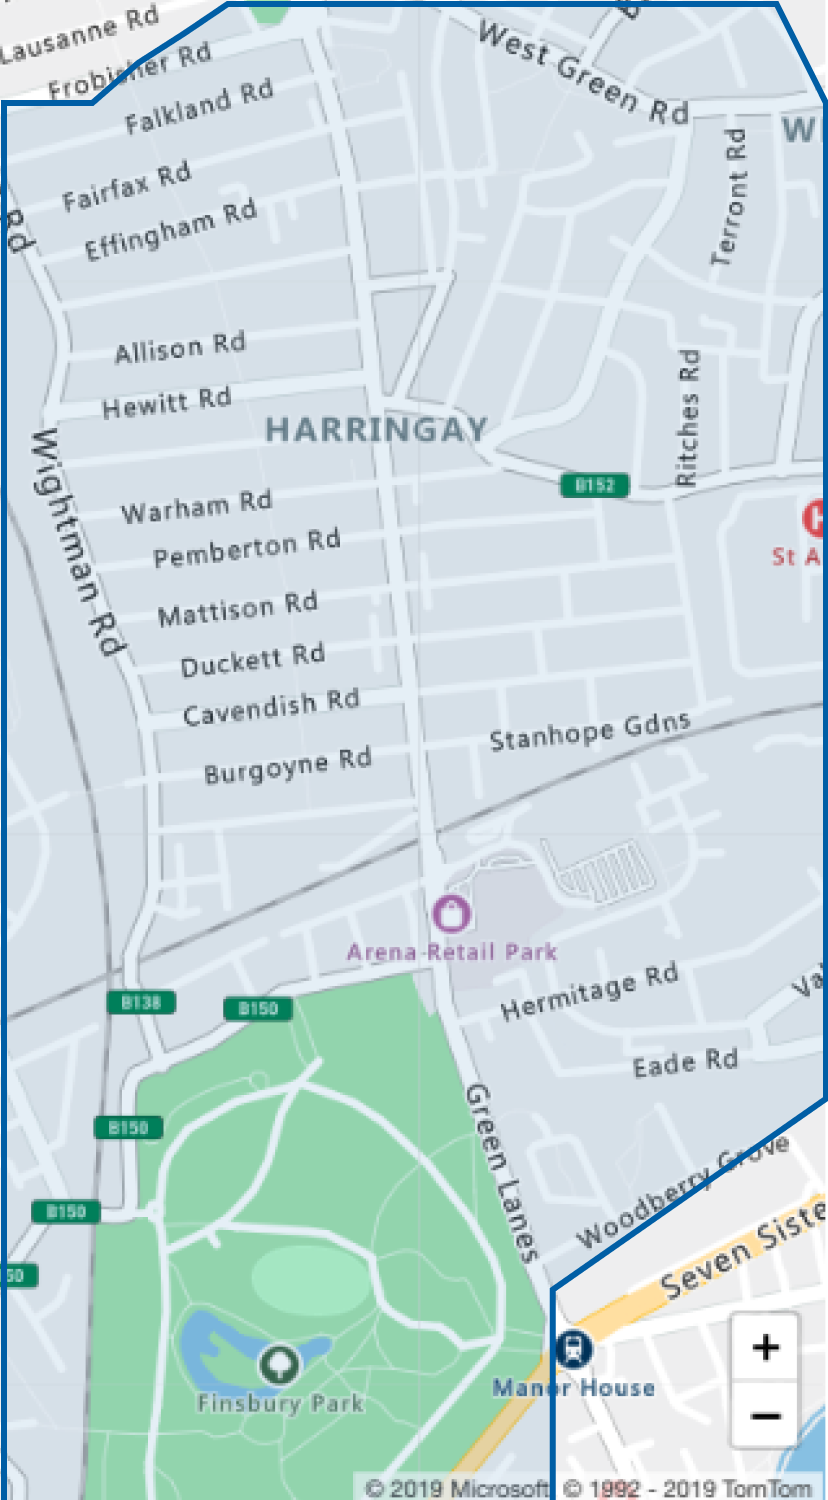 Lausanne Rd
Frobisher Rd
West Green Rd
Falkland Rd
Terront Rd
Fairfax Rd
Rd
Effingham Rd
Allison Rd
Ritches Rd
Hewitt Rd
HARRINGAY
Wightman Rd
B152
Warham Rd
Pemberton Rd
St A
Mattison Rd
Duckett Rd
Cavendish Rd
Stanhope Gdns
Burgoyne Rd
Arena Retail Park
Hermitage Rd
Val
B138
B150
Eade Rd
Green Lanes
B150
Woodberry Grove
B150
Seven Siste
50
Manor House
Finsbury Park
+
−
© 2019 Microsoft, © 1992 - 2019 TomTom